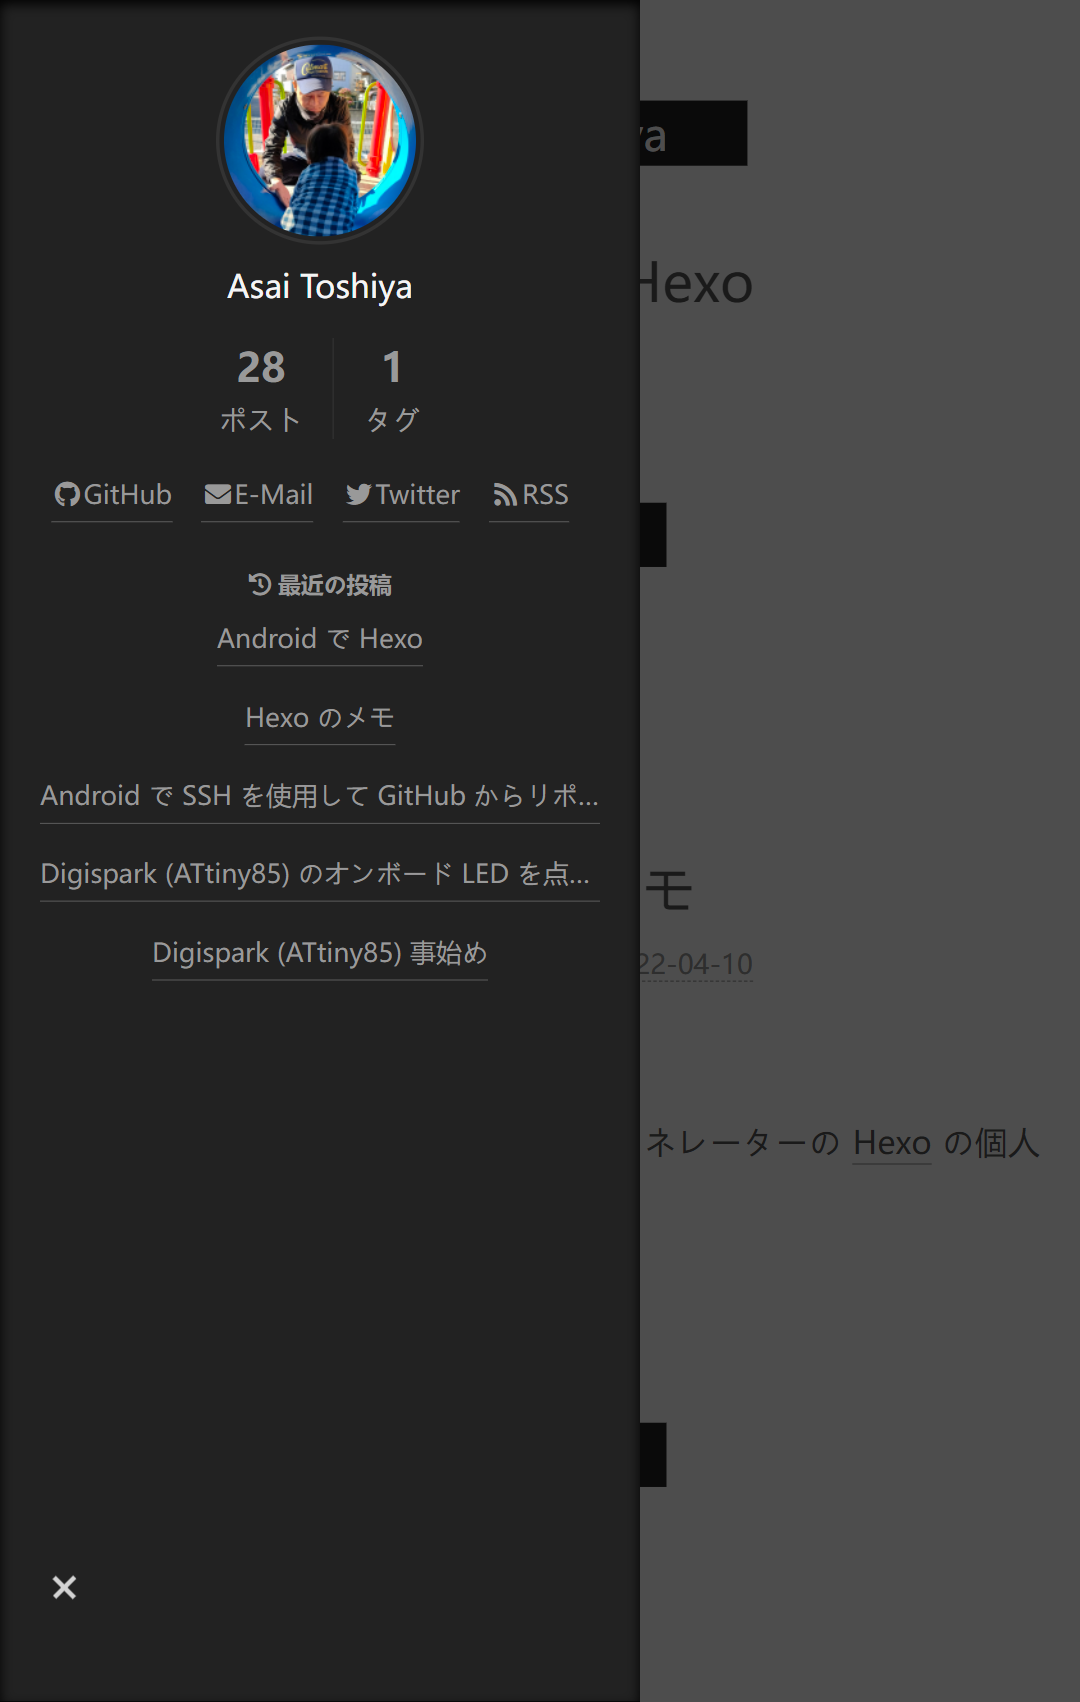 Asai Toshiya
28
ポスト
1
タグ
GitHub
E-Mail
Twitter
RSS
最近の投稿
Android で Hexo
Hexo のメモ
Android で SSH を使用して GitHub からリポ...
Digispark (ATtiny85) のオンボード LED を点...
Digispark (ATtiny85) 事始め
ya
Hexo
モ
22-04-10
ネレーターの Hexo の個人